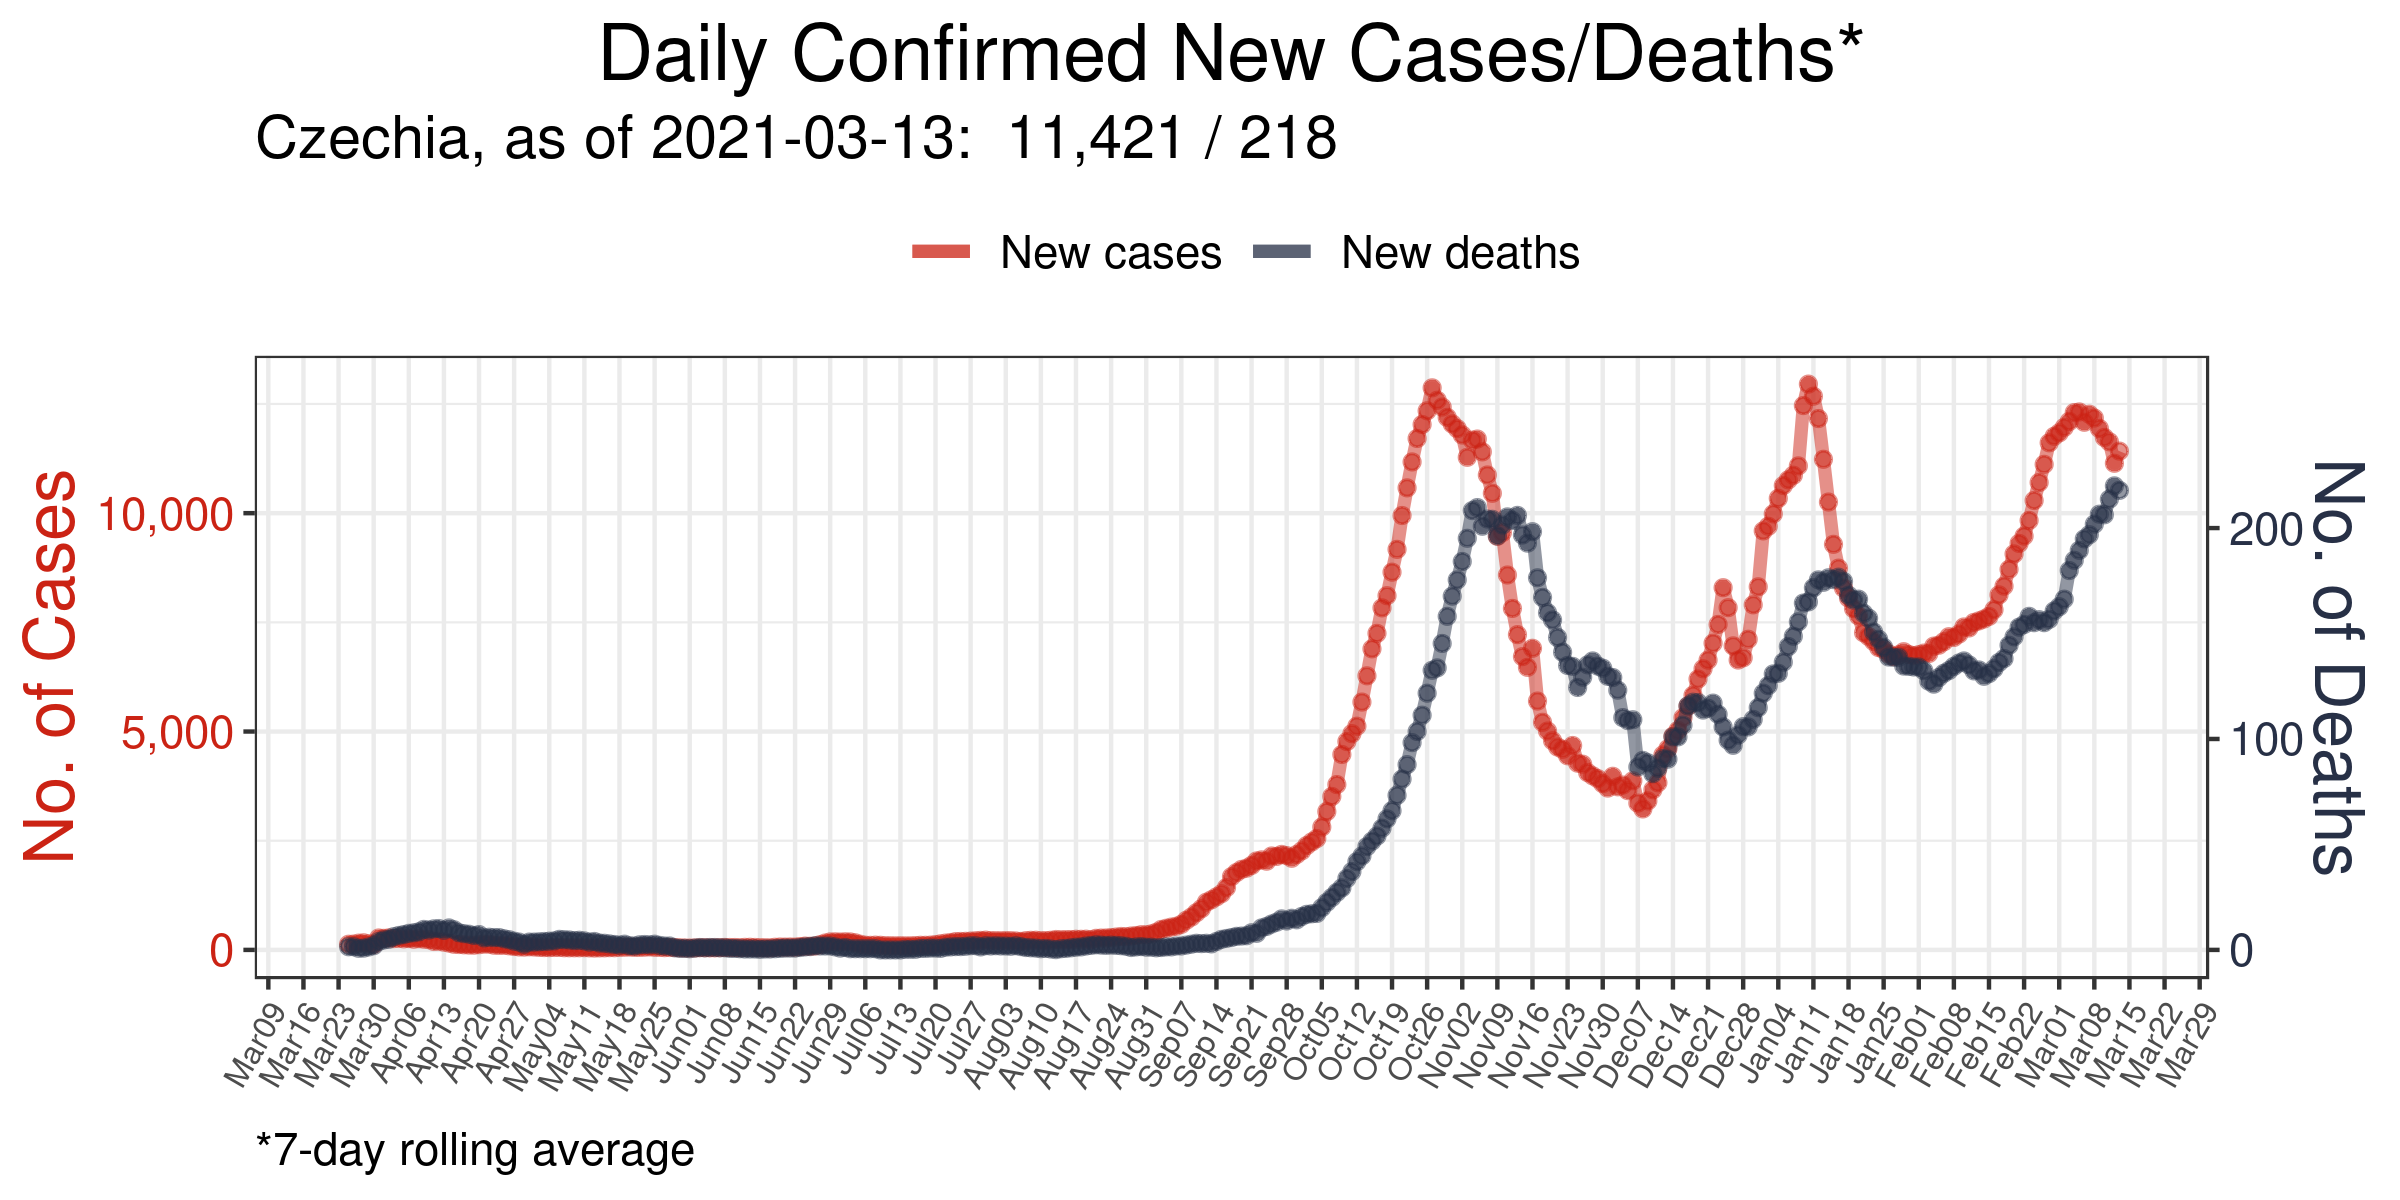 Daily Confirmed New Cases/Deaths*
Czechia, as of 2021-03-13: 11,421 / 218
New cases New deaths
No. of Cases
10,000
5,000
0
No. of Deaths
200
100
0
Mar09 Mar16 Mar23 Mar30 Apr06 Apr13 Apr20 Apr27 May04 May11 May18 May25 Jun01 Jun08 Jun15 Jun22 Jun29 Jul06 Jul13 Jul20 Jul27 Aug03 Aug10 Aug17 Aug24 Aug31 Sep07 Sep14 Sep21 Sep28 Oct05 Oct12 Oct19 Oct26 Nov02 Nov09 Nov16 Nov23 Nov30 Dec07 Dec14 Dec21 Dec28 Jan04 Jan11 Jan18 Jan25 Feb01 Feb08 Feb15 Feb22 Mar01 Mar08 Mar15 Mar22 Mar29
*7-day rolling average